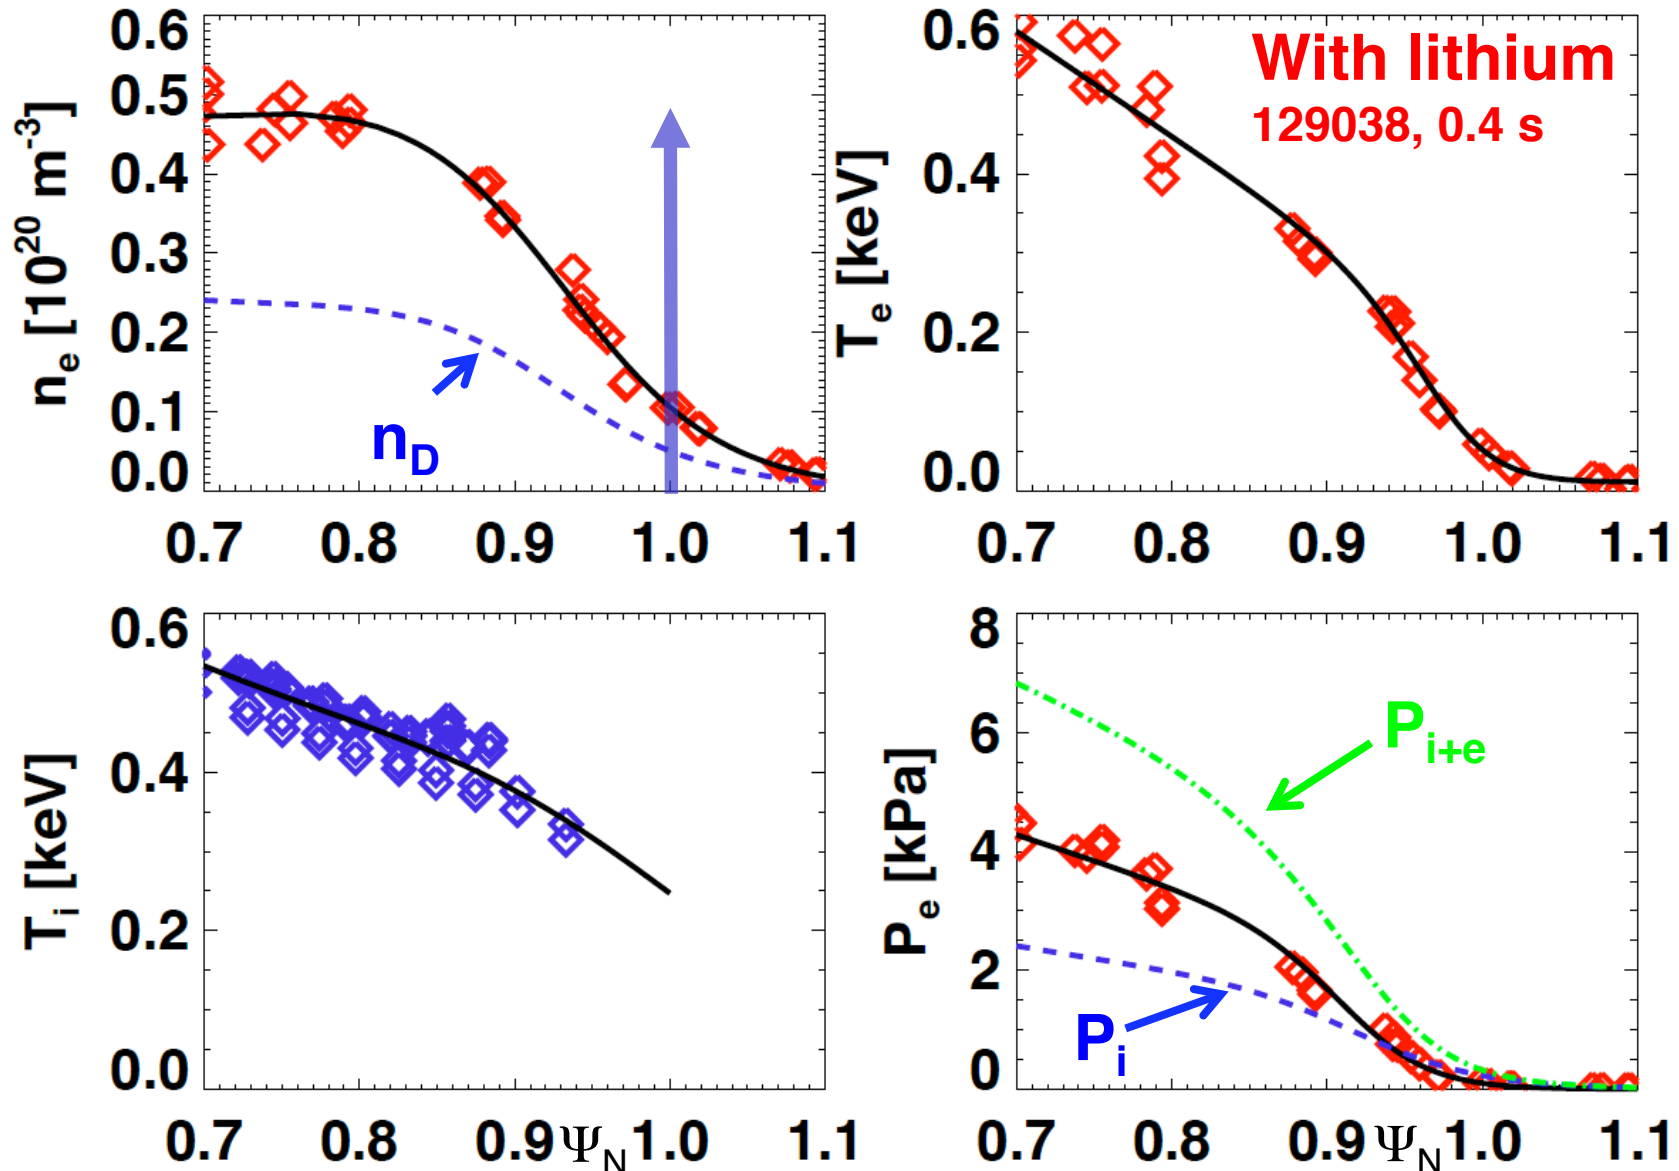 n_e [10^20 m^-3]
0.6
0.5
0.4
0.3
0.2
0.1
0.0
n_D
0.7 0.8 0.9 1.0 1.1
T_e [keV]
0.6
0.4
0.2
0.0
With lithium
129038, 0.4 s
0.7 0.8 0.9 1.0 1.1
T_i [keV]
0.6
0.4
0.2
0.0
0.7 0.8 0.9 Ψ_N 1.0 1.1
P_e [kPa]
8
6
4
2
0
P_i+e
P_i
0.7 0.8 0.9 Ψ_N 1.0 1.1